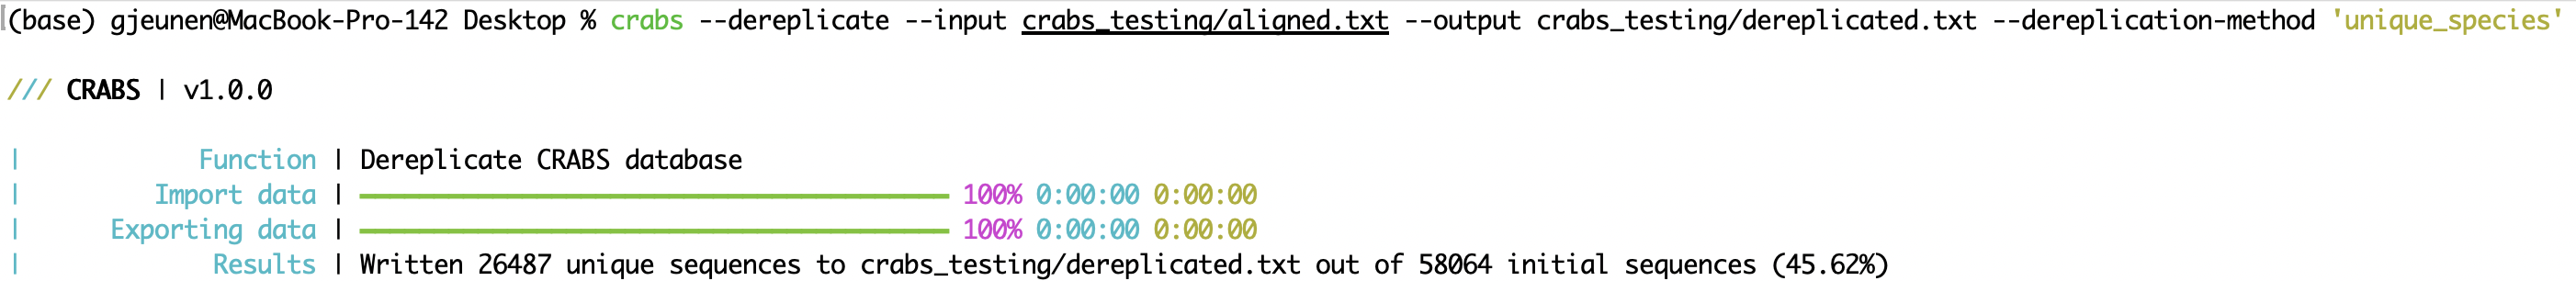 (base) gjeunen@MacBook-Pro-142 Desktop % crabs --dereplicate --input crabs_testing/aligned.txt --output crabs_testing/dereplicated.txt --dereplication-method 'unique_species'
/// CRABS | v1.0.0
| Function | Dereplicate CRABS database
| Import data | ━━━━━━━━━━━━━━━━━━━━━━━━━━━━━━━━━━━━━━━━ 100% 0:00:00 0:00:00
| Exporting data | ━━━━━━━━━━━━━━━━━━━━━━━━━━━━━━━━━━━━━━━━ 100% 0:00:00 0:00:00
| Results | Written 26487 unique sequences to crabs_testing/dereplicated.txt out of 58064 initial sequences (45.62%)